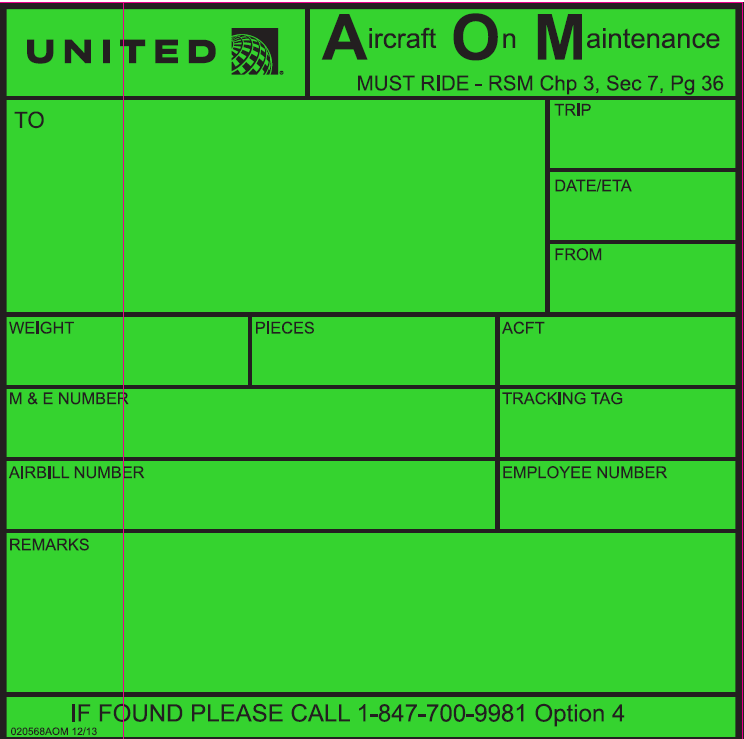 UNITED
Aircraft On Maintenance
MUST RIDE - RSM Chp 3, Sec 7, Pg 36
TO
TRIP
DATE/ETA
FROM
WEIGHT
PIECES
ACFT
M & E NUMBER
TRACKING TAG
AIRBILL NUMBER
EMPLOYEE NUMBER
REMARKS
IF FOUND PLEASE CALL 1-847-700-9981 Option 4
020568AOM 12/13